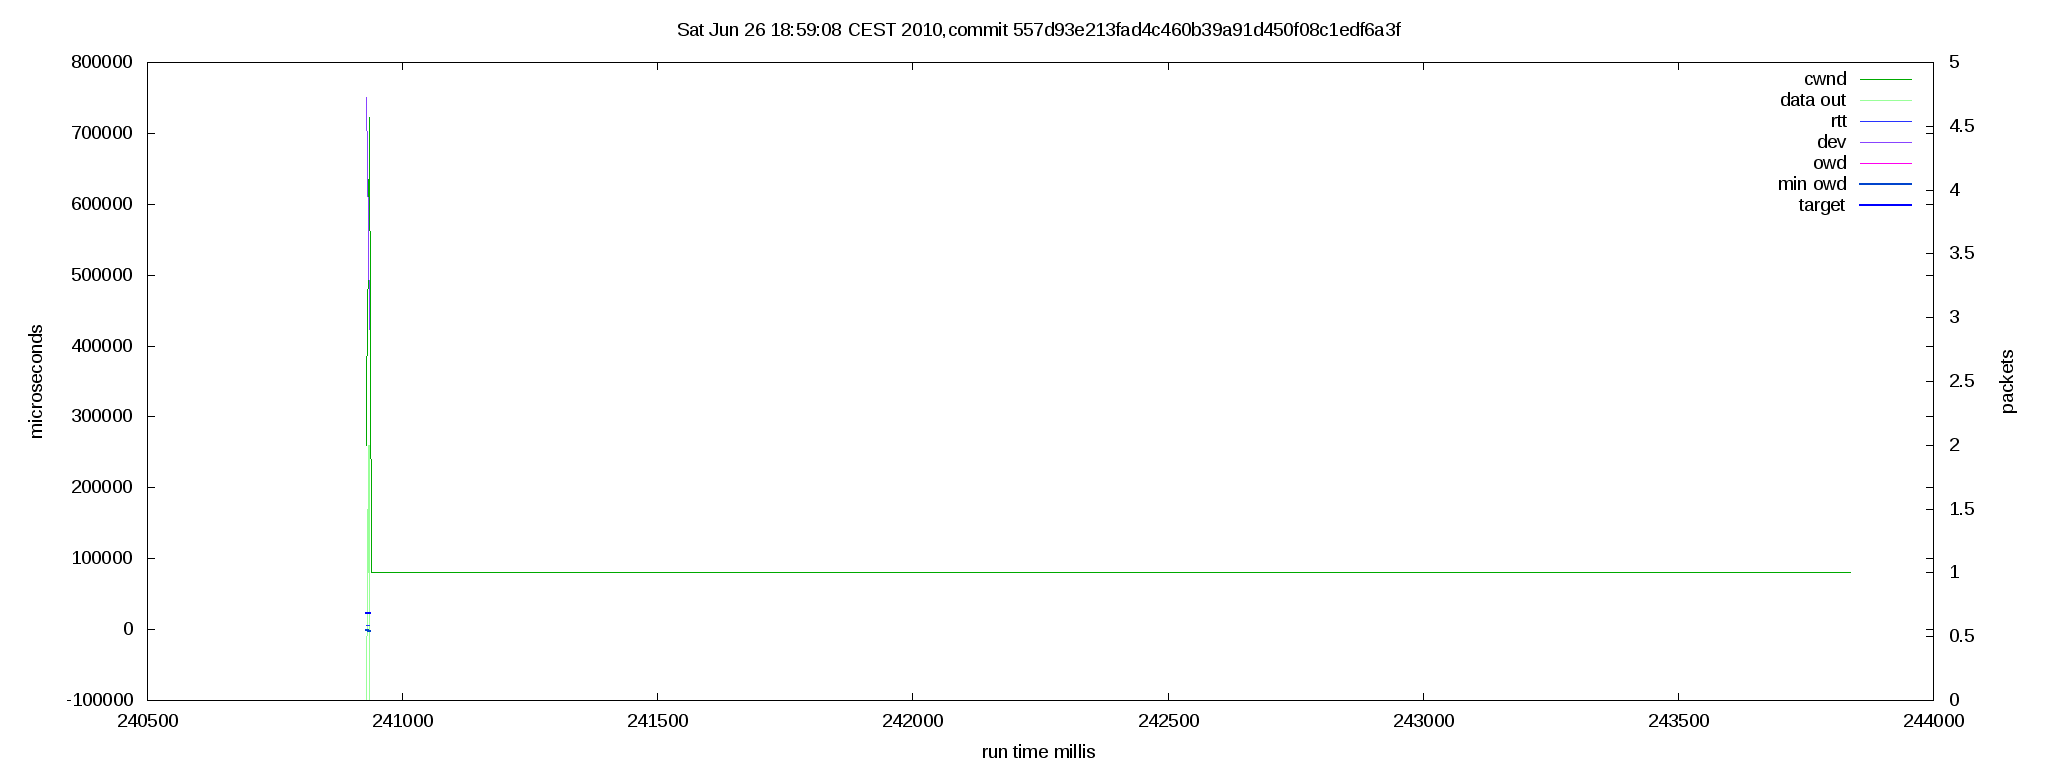 Sat Jun 26 18:59:08 CEST 2010,commit 557d93e213fad4c460b39a91d450f08c1edf6a3f
800000
700000
600000
500000
400000
300000
200000
100000
0
-100000
microseconds
cwnd
data out
rtt
dev
owd
min owd
target
5
4.5
4
3.5
3
2.5
2
1.5
1
0.5
0
packets
240500 241000 241500 242000 242500 243000 243500 244000
run time millis